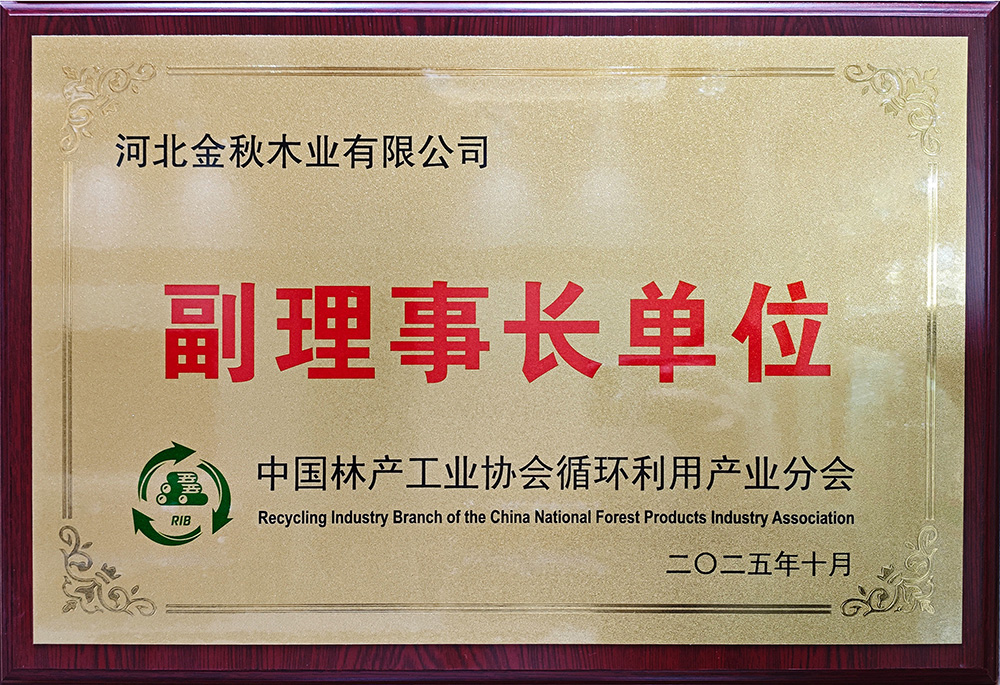 河北金秋木业有限公司
副理事长单位
RIB
中国林产工业协会循环利用产业分会
Recycling Industry Branch of the China National Forest Products Industry Association
二〇二五年十月